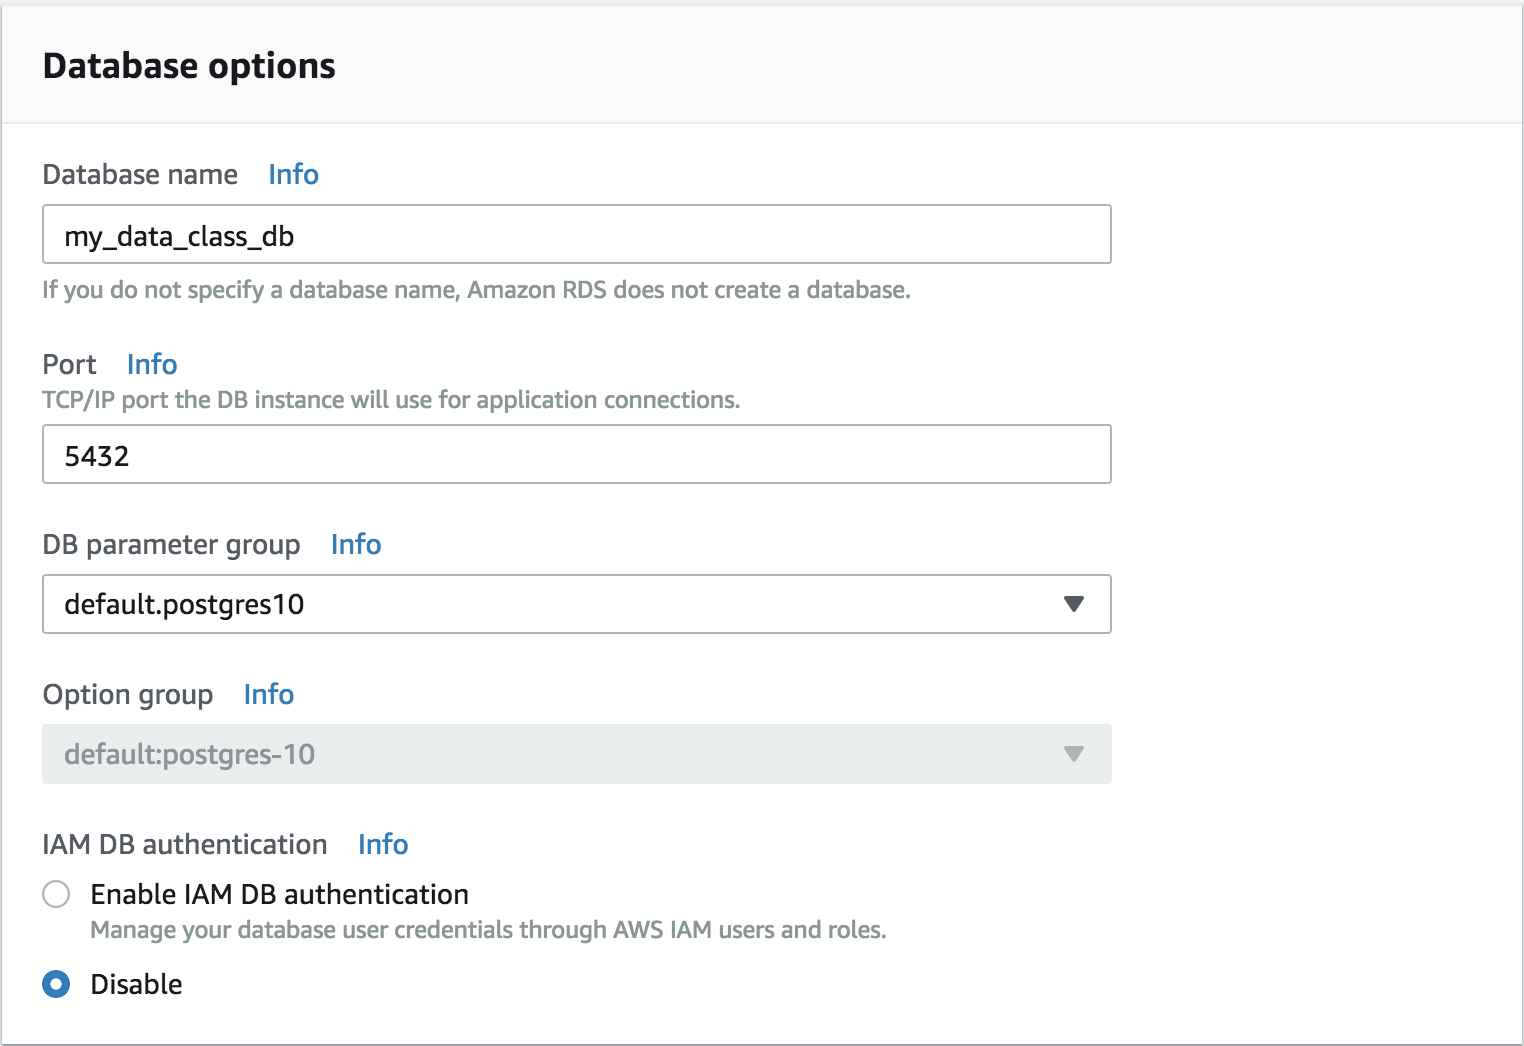 Database options
Database name Info
my_data_class_db
If you do not specify a database name, Amazon RDS does not create a database.
Port Info
TCP/IP port the DB instance will use for application connections.
5432
DB parameter group Info
default.postgres10
Option group Info
default:postgres-10
IAM DB authentication Info
Enable IAM DB authentication
Manage your database user credentials through AWS IAM users and roles.
Disable